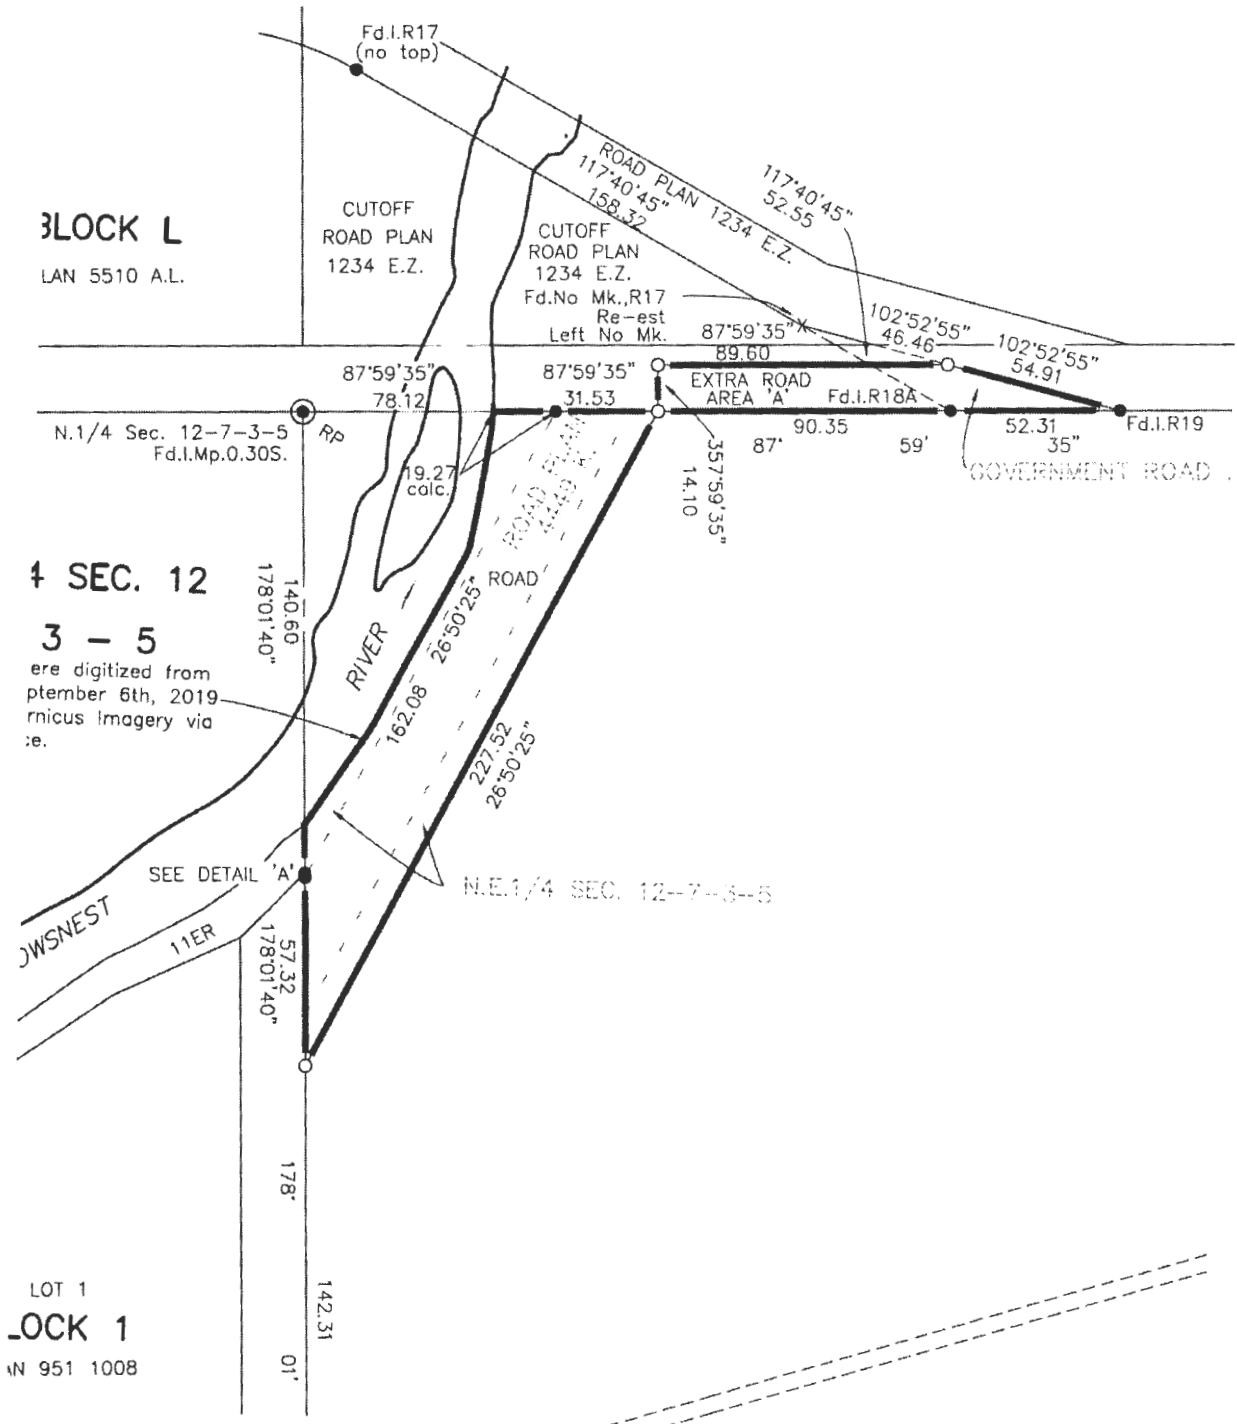 Fd.I.R17
(no top)
ROAD PLAN 1234 E.Z.
117°40'45"
158.32
117°40'45"
52.55
CUTOFF
ROAD PLAN
1234 E.Z.
CUTOFF
ROAD PLAN
1234 E.Z.
Fd.No Mk.,R17
Re-est
Left No Mk.
BLOCK L
LAN 5510 A.L.
87°59'35"
89.60
X
102°52'55"
46.46
102°52'55"
54.91
87°59'35"
78.12
87°59'35"
31.53
EXTRA ROAD
AREA 'A'
Fd.I.R18A
Fd.I.R19
N.1/4 Sec. 12-7-3-5
Fd.I.Mp.0.30S.
RP
90.35
52.31
87°
59'
35"
GOVERNMENT ROAD
19.27
calc.
357°59'35"
14.10
ROAD PLAN
ROAD
4 SEC. 12
3 - 5
ere digitized from
ptember 6th, 2019
rnicus Imagery via
:e.
140.60
178°01'40"
RIVER
26°50'25"
162.08
227.52
26°50'25"
SEE DETAIL 'A'
N.E.1/4 SEC. 12-7-3-5
OWSNEST
11ER
57.32
178°01'40"
178°
142.31
01'
LOT 1
LOCK 1
AN 951 1008